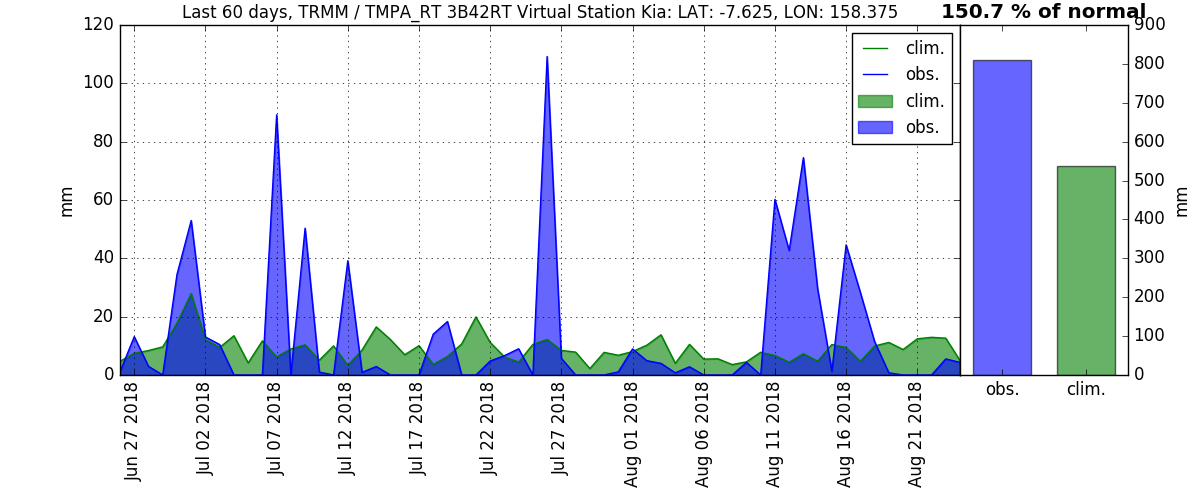 Last 60 days, TRMM / TMPA_RT 3B42RT Virtual Station Kia: LAT: -7.625, LON: 158.375
150.7 % of normal
120
100
80
60
40
20
0
mm
clim.
obs.
clim.
obs.
900
800
700
600
500
400
300
200
100
0
mm
obs.
clim.
Jun 27 2018
Jul 02 2018
Jul 07 2018
Jul 12 2018
Jul 17 2018
Jul 22 2018
Jul 27 2018
Aug 01 2018
Aug 06 2018
Aug 11 2018
Aug 16 2018
Aug 21 2018